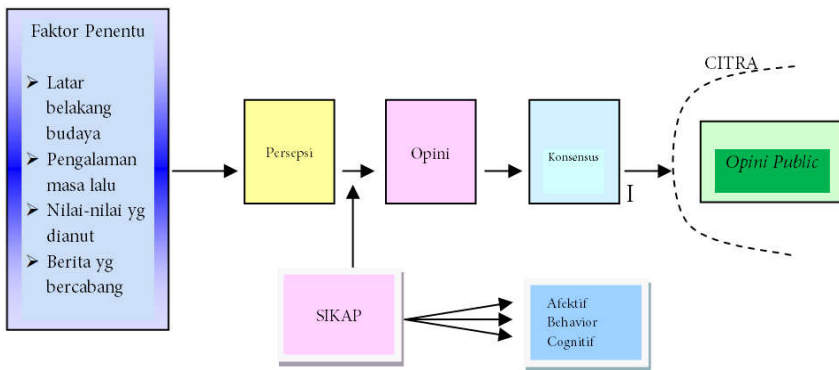 Faktor Penentu
➢ Latar
belakang
budaya
➢ Pengalaman
masa lalu
➢ Nilai-nilai yg
dianut
➢ Berita yg
bercabang
Persepsi
Opini
Konsensus
I
CITRA
Opini Public
SIKAP
Afektif
Behavior
Cognitif